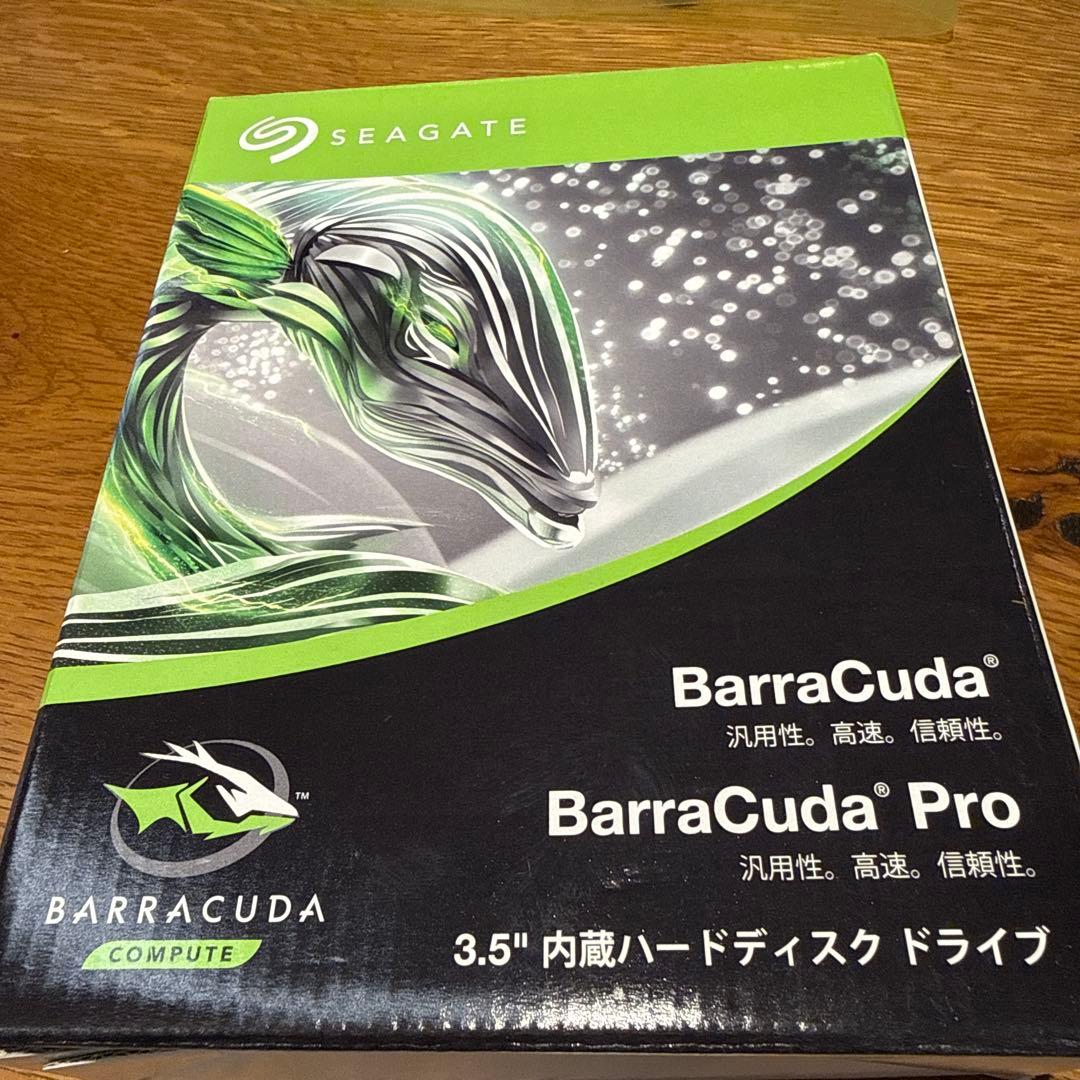 SEAGATE
BarraCuda®
汎用性。高速。信頼性。
BarraCuda® Pro
汎用性。高速。信頼性。
3.5" 内蔵ハードディスク ドライブ
™
BARRACUDA
COMPUTE